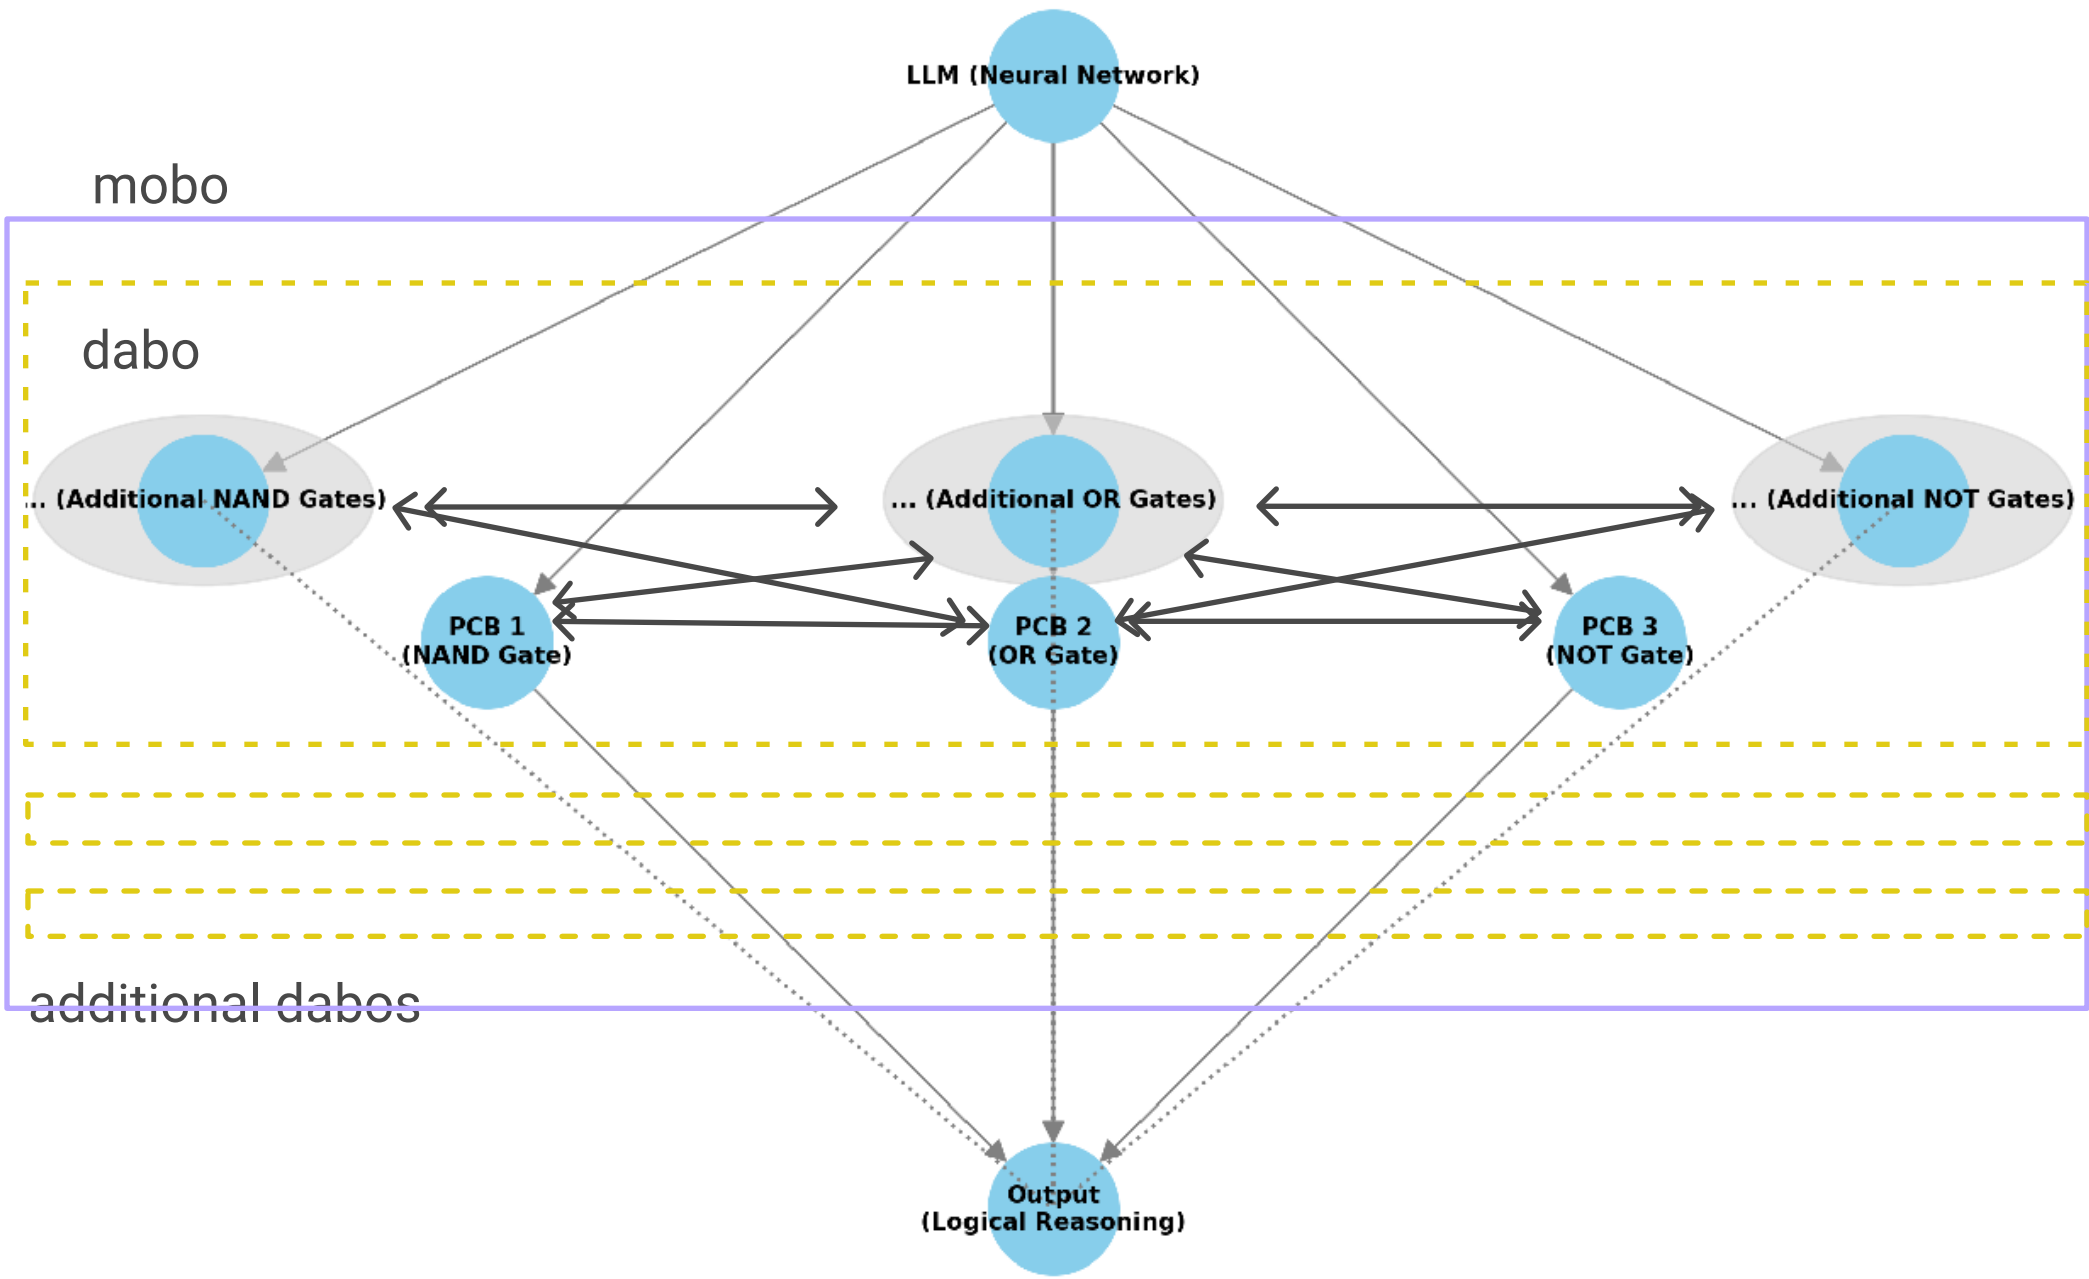 LLM (Neural Network)
mobo
dabo
... (Additional NAND Gates)
... (Additional OR Gates)
... (Additional NOT Gates)
PCB 1
(NAND Gate)
PCB 2
(OR Gate)
PCB 3
(NOT Gate)
additional dabos
Output
(Logical Reasoning)